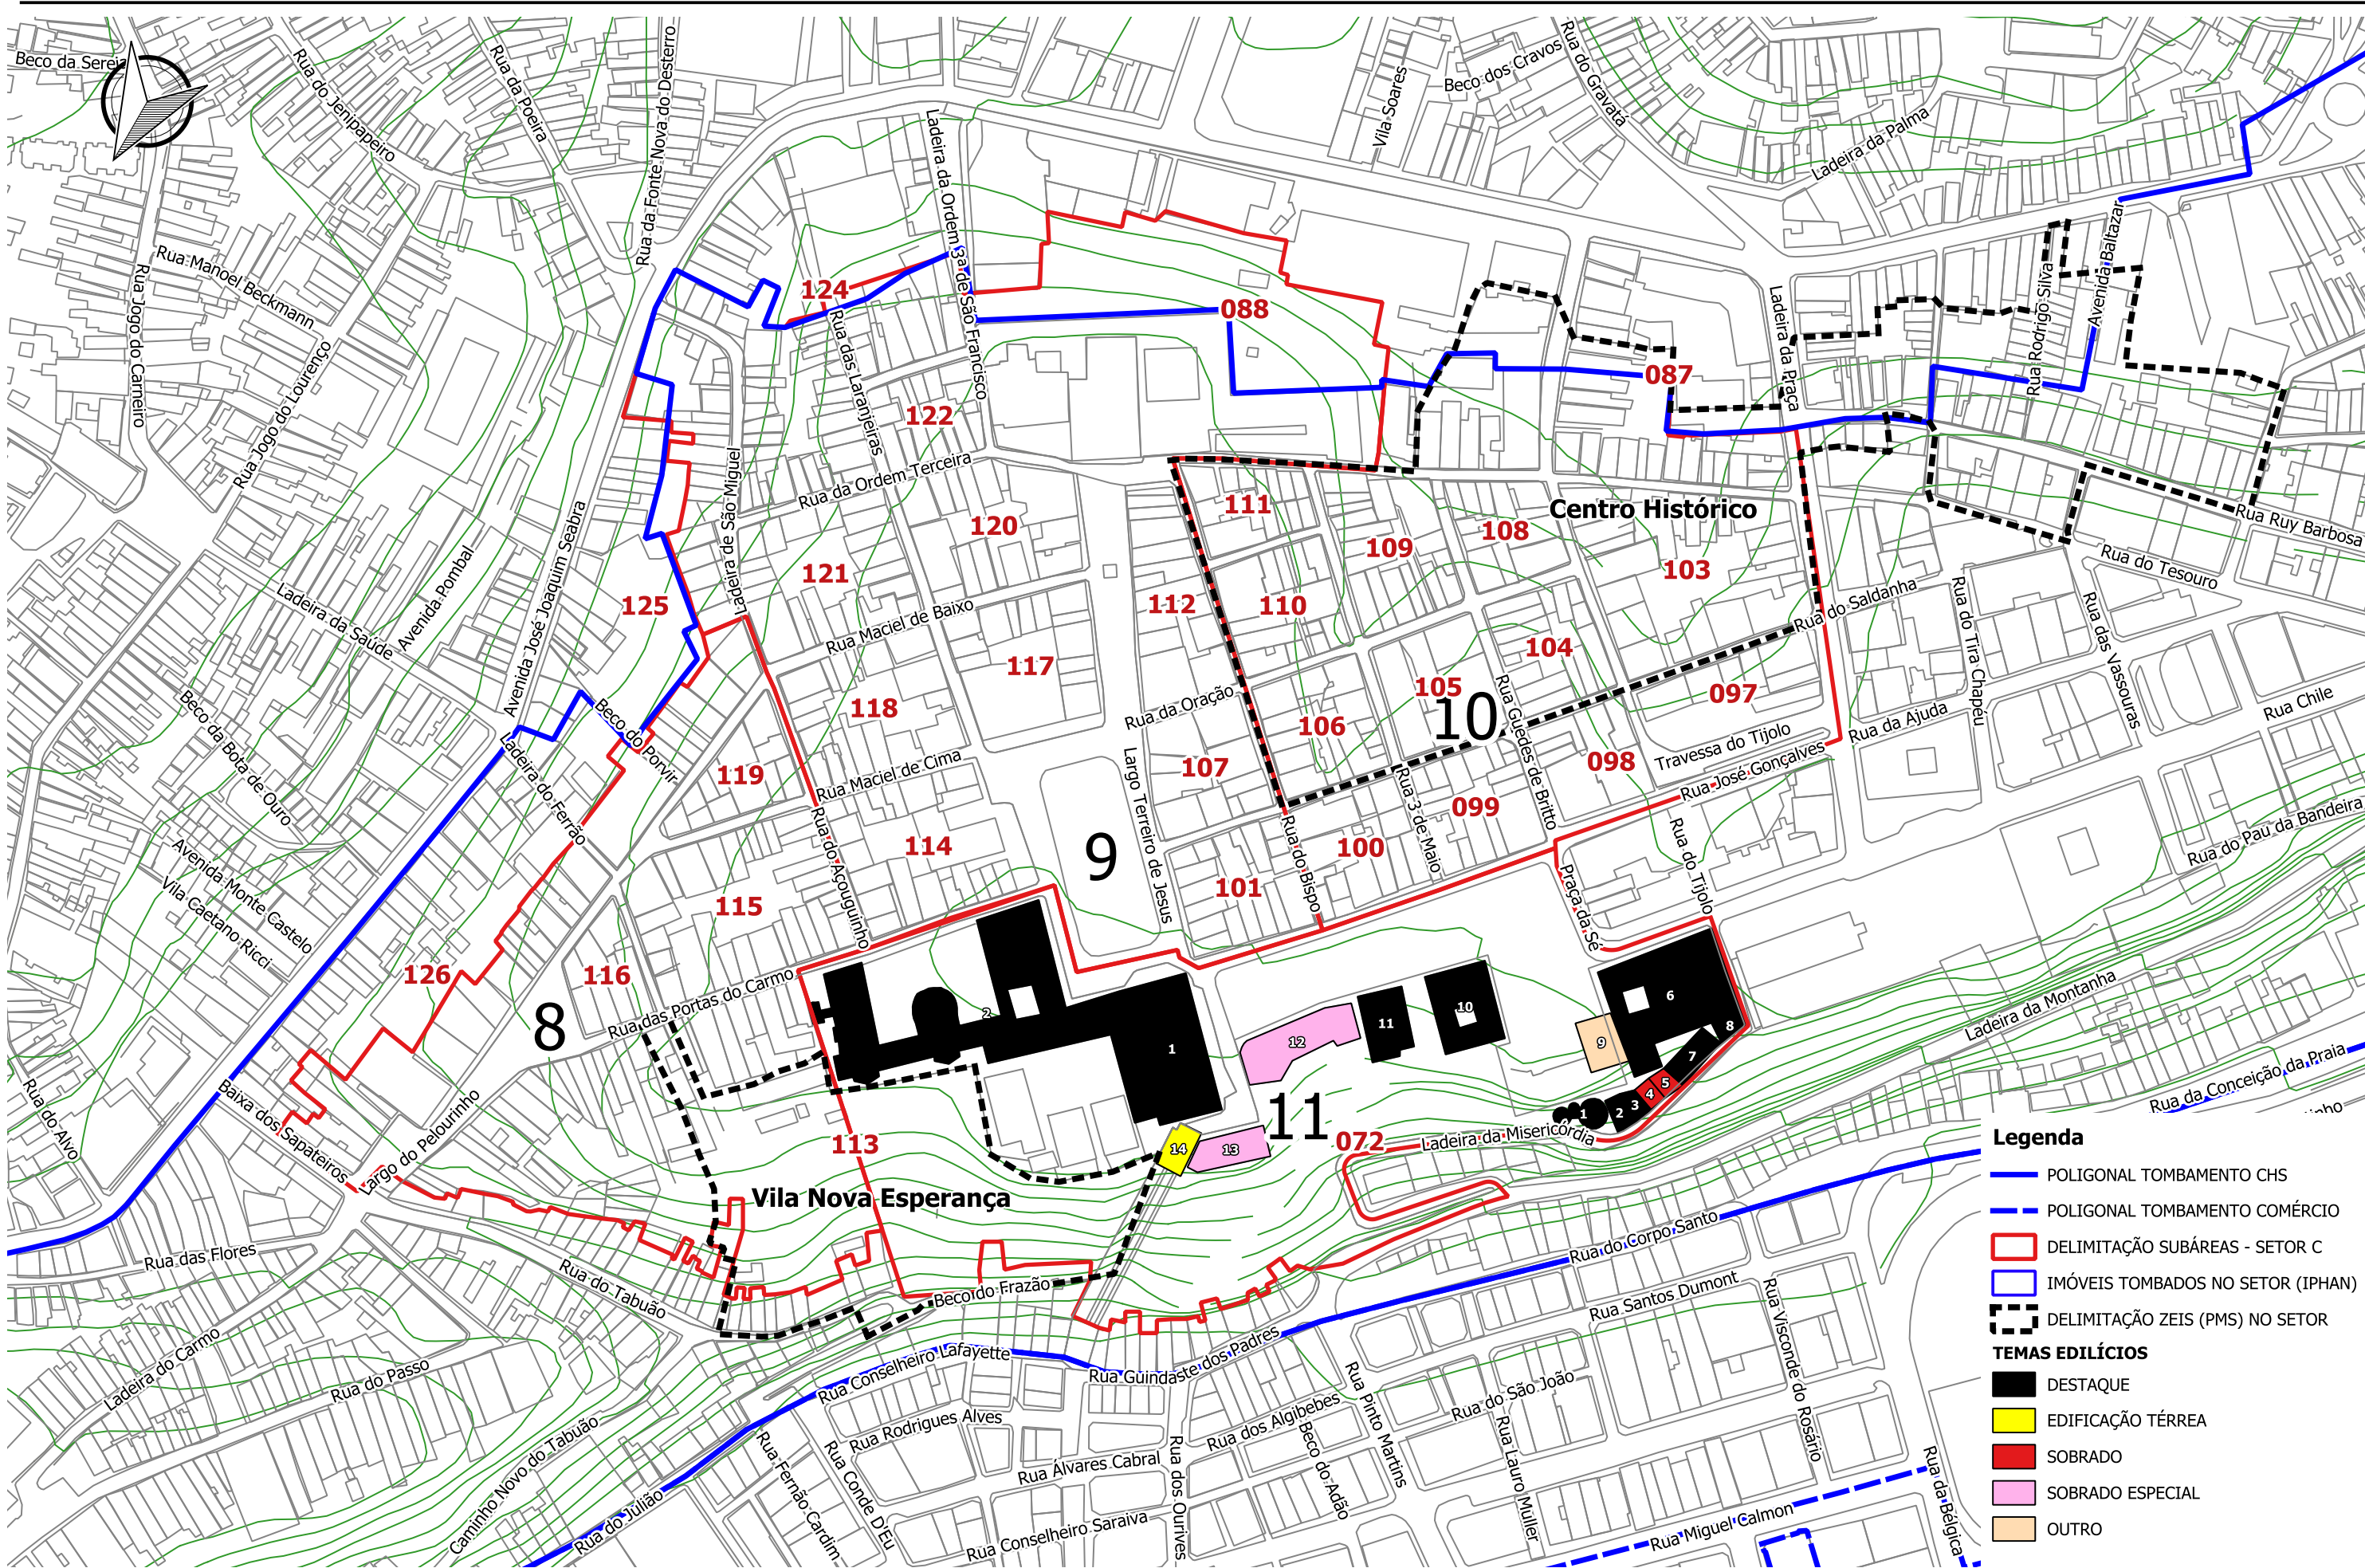 Beco da Sereia
Rua do Jenipapeiro
Rua da Poeira
Rua da Fonte Nova do Desterro
Ladeira da Ordem 3ª de São Francisco
Vila Soares
Beco dos Cravos
Rua do Gravatá
Ladeira da Palma
Rua Manoel Beckmann
Rua Jogo do Carneiro
Rua Jogo do Lourenço
124
Rua das Laranjeiras
088
087
Ladeira da Praça
Rua Rodrigo Silva
Avenida Baltazar
122
Rua da Ordem Terceira
Ladeira de São Miguel
120
111
109
108
Centro Histórico
103
Rua Ruy Barbosa
Rua do Tesouro
Avenida José Joaquim Seabra
Avenida Pombal
Ladeira da Saúde
125
121
Rua Maciel de Baixo
117
112
110
104
Rua do Saldanha
Rua do Tira Chapéu
Rua das Vassouras
Rua Chile
Beco da Bota de Ouro
Ladeira do Ferrão
Beco do Porvir
118
119
Rua Maciel de Cima
Rua da Oração
107
106
105
10
Rua Guedes de Britto
097
098
Travessa do Tijolo
Rua José Gonçalves
Rua da Ajuda
Rua do Pau da Bandeira
099
Rua 3 de Maio
100
Rua do Bispo
101
Largo Terreiro de Jesus
9
114
Rua do Açouguinho
115
Avenida Monte Castelo
Vila Caetano Ricci
126
116
8
Rua das Portas do Carmo
Praça da Sé
Rua do Tijolo
Ladeira da Montanha
Rua da Conceição da Praia
2
1
12
11
10
6
8
7
9
5
4
3
2
1
13
14
11
072
Ladeira da Misericórdia
113
Vila Nova Esperança
Rua do Alvo
Baixa dos Sapateiros
Largo do Pelourinho
Rua das Flores
Rua do Tabuão
Beco do Frazão
Rua do Corpo Santo
Rua Santos Dumont
Rua Visconde do Rosário
Rua Guindaste dos Padres
Rua Conselheiro Lafayette
Ladeira do Carmo
Rua do Passo
Caminho Novo do Tabuão
Rua do Julião
Rua Fernão Cardim
Rua Conde D'Eu
Rua Rodrigues Alves
Rua Álvares Cabral
Rua Conselheiro Saraiva
Rua dos Ourives
Rua dos Algibebes
Beco do Adão
Rua Pinto Martins
Rua do São João
Rua Lauro Muller
Rua Miguel Calmon
Rua da Bélgica
Legenda
POLIGONAL TOMBAMENTO CHS
POLIGONAL TOMBAMENTO COMÉRCIO
DELIMITAÇÃO SUBÁREAS - SETOR C
IMÓVEIS TOMBADOS NO SETOR (IPHAN)
DELIMITAÇÃO ZEIS (PMS) NO SETOR
TEMAS EDILÍCIOS
DESTAQUE
EDIFICAÇÃO TÉRREA
SOBRADO
SOBRADO ESPECIAL
OUTRO